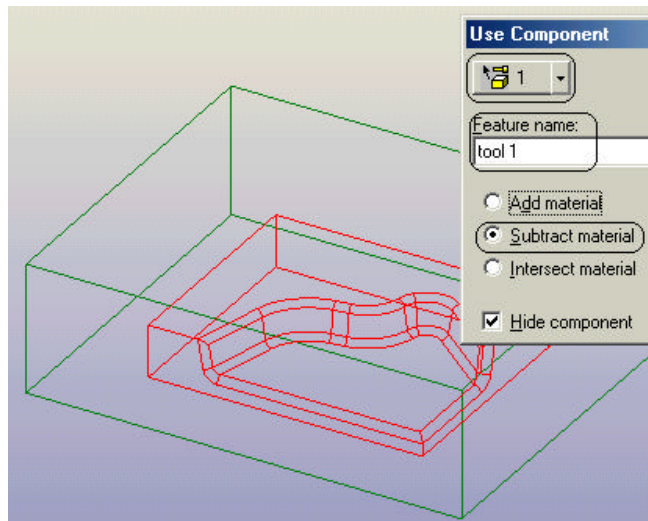 Use Component
1
Feature name:
tool 1
Add material
Subtract material
Intersect material
Hide component